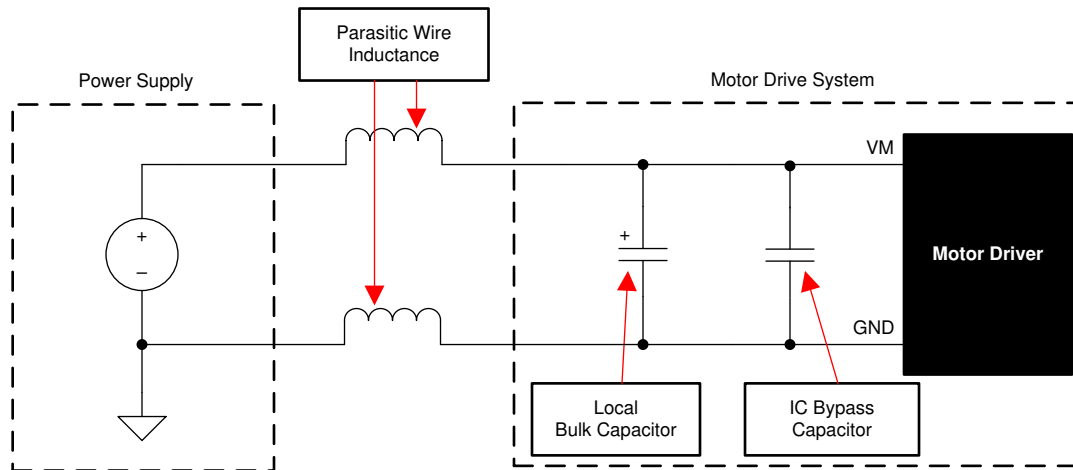 Parasitic Wire
Inductance
Power Supply
Motor Drive System
VM
+
+
–
Motor Driver
GND
Local
Bulk Capacitor
IC Bypass
Capacitor